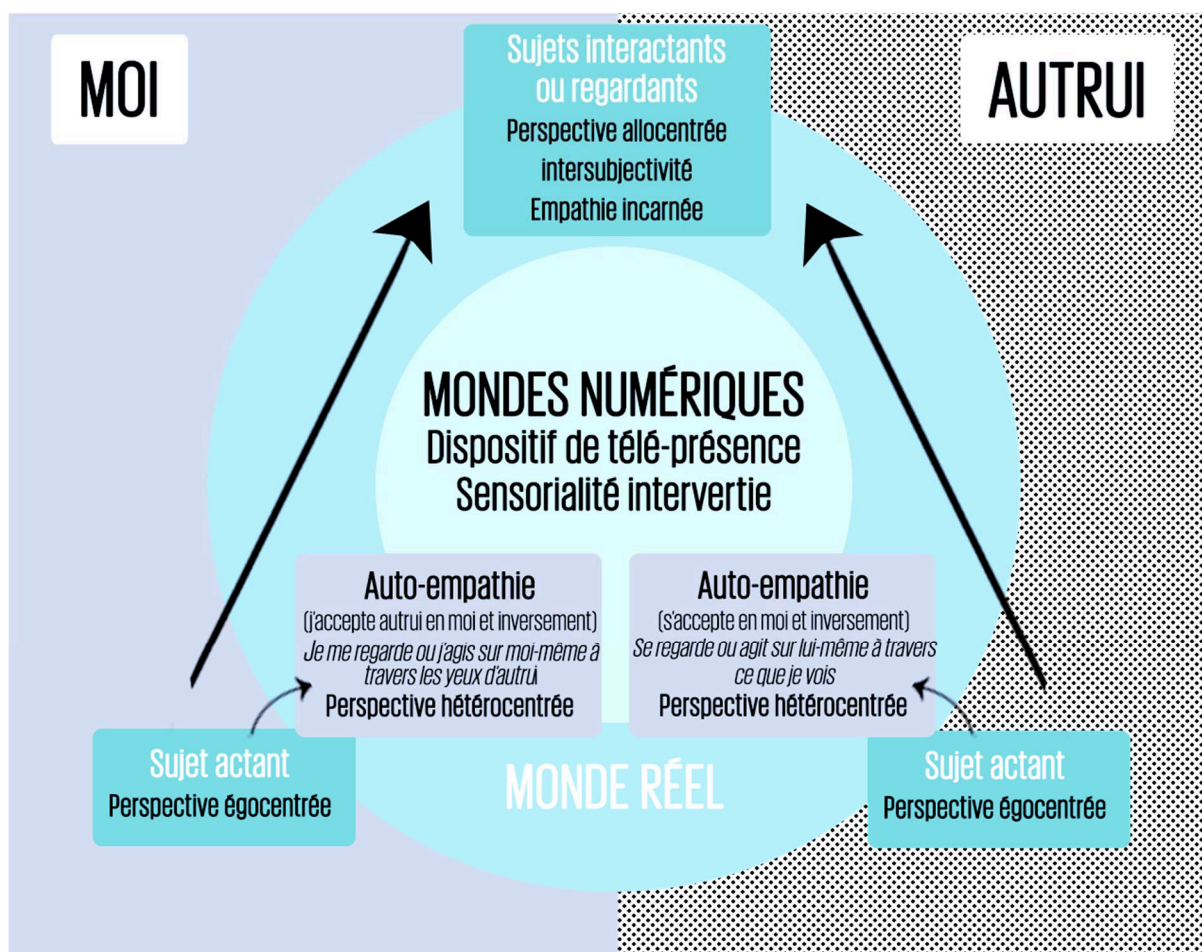 MOI
AUTRUI
Sujets interactants
ou regardants
Perspective allocentrée
intersubjectivité
Empathie incarnée
MONDES NUMÉRIQUES
Dispositif de télé-présence
Sensorialité intervertie
Auto-empathie
(j'accepte autrui en moi et inversement)
Je me regarde ou j'agis sur moi-même à
travers les yeux d'autrui
Perspective hétérocentrée
Auto-empathie
(s'accepte en moi et inversement)
Se regarde ou agit sur lui-même à travers
ce que je vois
Perspective hétérocentrée
Sujet actant
Perspective égocentrée
MONDE RÉEL
Sujet actant
Perspective égocentrée